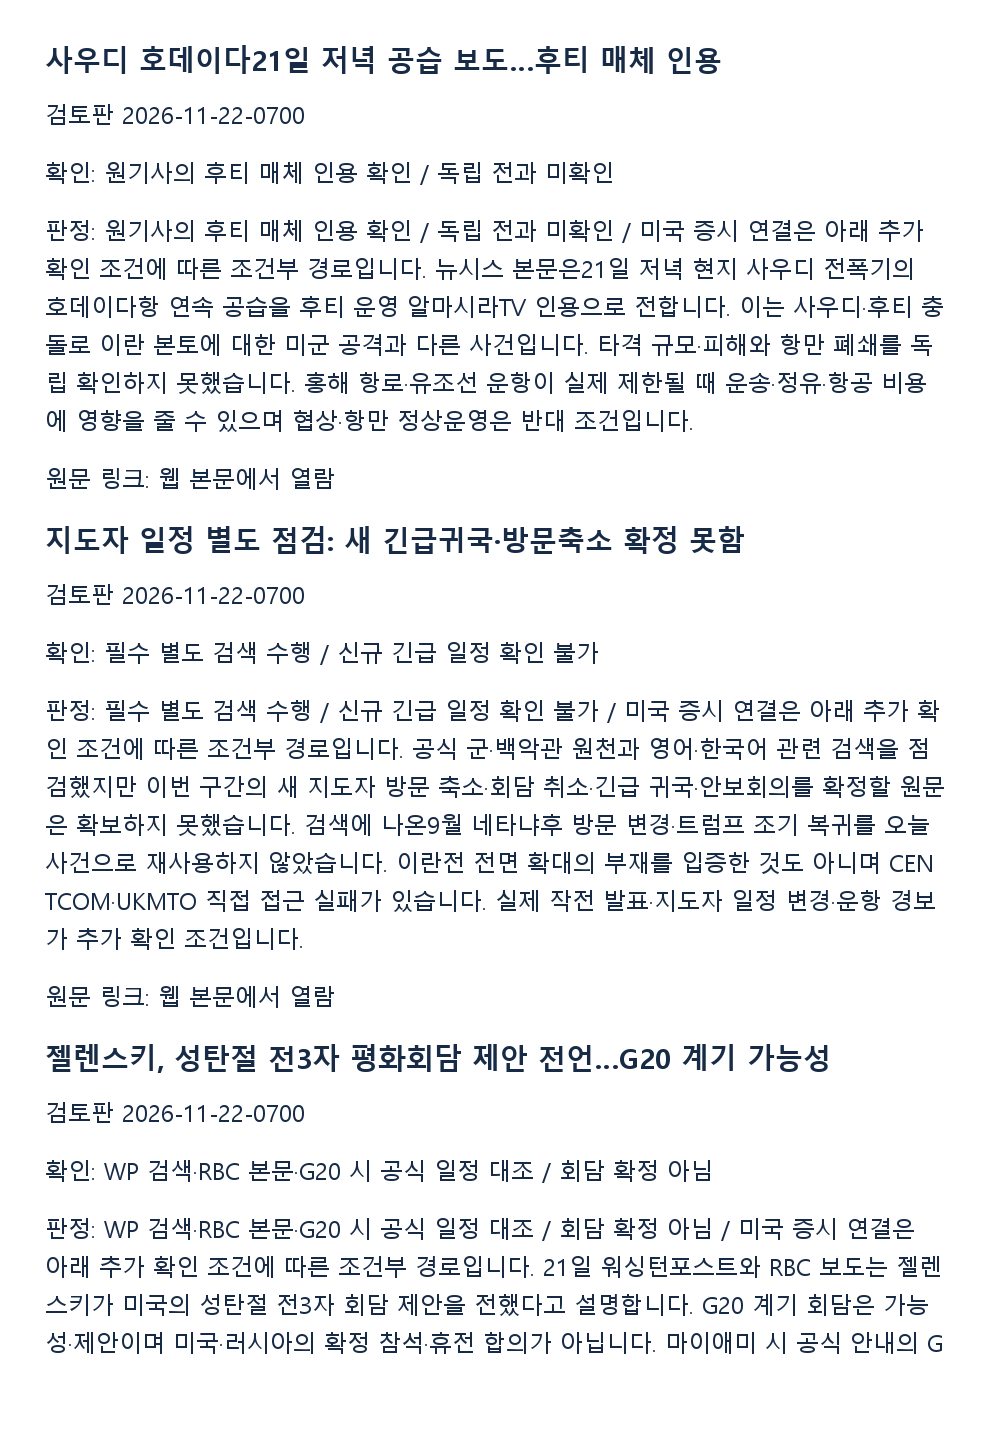 사우디 호데이다21일 저녁 공습 보도…후티 매체 인용
검토판 2026-11-22-0700
확인: 원기사의 후티 매체 인용 확인 / 독립 전과 미확인
판정: 원기사의 후티 매체 인용 확인 / 독립 전과 미확인 / 미국 증시 연결은 아래 추가
확인 조건에 따른 조건부 경로입니다. 뉴시스 본문은21일 저녁 현지 사우디 전폭기의
호데이다항 연속 공습을 후티 운영 알마시라TV 인용으로 전합니다. 이는 사우디·후티 충
돌로 이란 본토에 대한 미군 공격과 다른 사건입니다. 타격 규모·피해와 항만 폐쇄를 독
립 확인하지 못했습니다. 홍해 항로·유조선 운항이 실제 제한될 때 운송·정유·항공 비용
에 영향을 줄 수 있으며 협상·항만 정상운영은 반대 조건입니다.
원문 링크: 웹 본문에서 열람
지도자 일정 별도 점검: 새 긴급귀국·방문축소 확정 못함
검토판 2026-11-22-0700
확인: 필수 별도 검색 수행 / 신규 긴급 일정 확인 불가
판정: 필수 별도 검색 수행 / 신규 긴급 일정 확인 불가 / 미국 증시 연결은 아래 추가 확
인 조건에 따른 조건부 경로입니다. 공식 군·백악관 원천과 영어·한국어 관련 검색을 점
검했지만 이번 구간의 새 지도자 방문 축소·회담 취소·긴급 귀국·안보회의를 확정할 원문
은 확보하지 못했습니다. 검색에 나온9월 네타냐후 방문 변경·트럼프 조기 복귀를 오늘
사건으로 재사용하지 않았습니다. 이란전 전면 확대의 부재를 입증한 것도 아니며 CEN
TCOM·UKMTO 직접 접근 실패가 있습니다. 실제 작전 발표·지도자 일정 변경·운항 경보
가 추가 확인 조건입니다.
원문 링크: 웹 본문에서 열람
젤렌스키, 성탄절 전3자 평화회담 제안 전언…G20 계기 가능성
검토판 2026-11-22-0700
확인: WP 검색·RBC 본문·G20 시 공식 일정 대조 / 회담 확정 아님
판정: WP 검색·RBC 본문·G20 시 공식 일정 대조 / 회담 확정 아님 / 미국 증시 연결은
아래 추가 확인 조건에 따른 조건부 경로입니다. 21일 워싱턴포스트와 RBC 보도는 젤렌
스키가 미국의 성탄절 전3자 회담 제안을 전했다고 설명합니다. G20 계기 회담은 가능
성·제안이며 미국·러시아의 확정 참석·휴전 합의가 아닙니다. 마이애미 시 공식 안내의 G